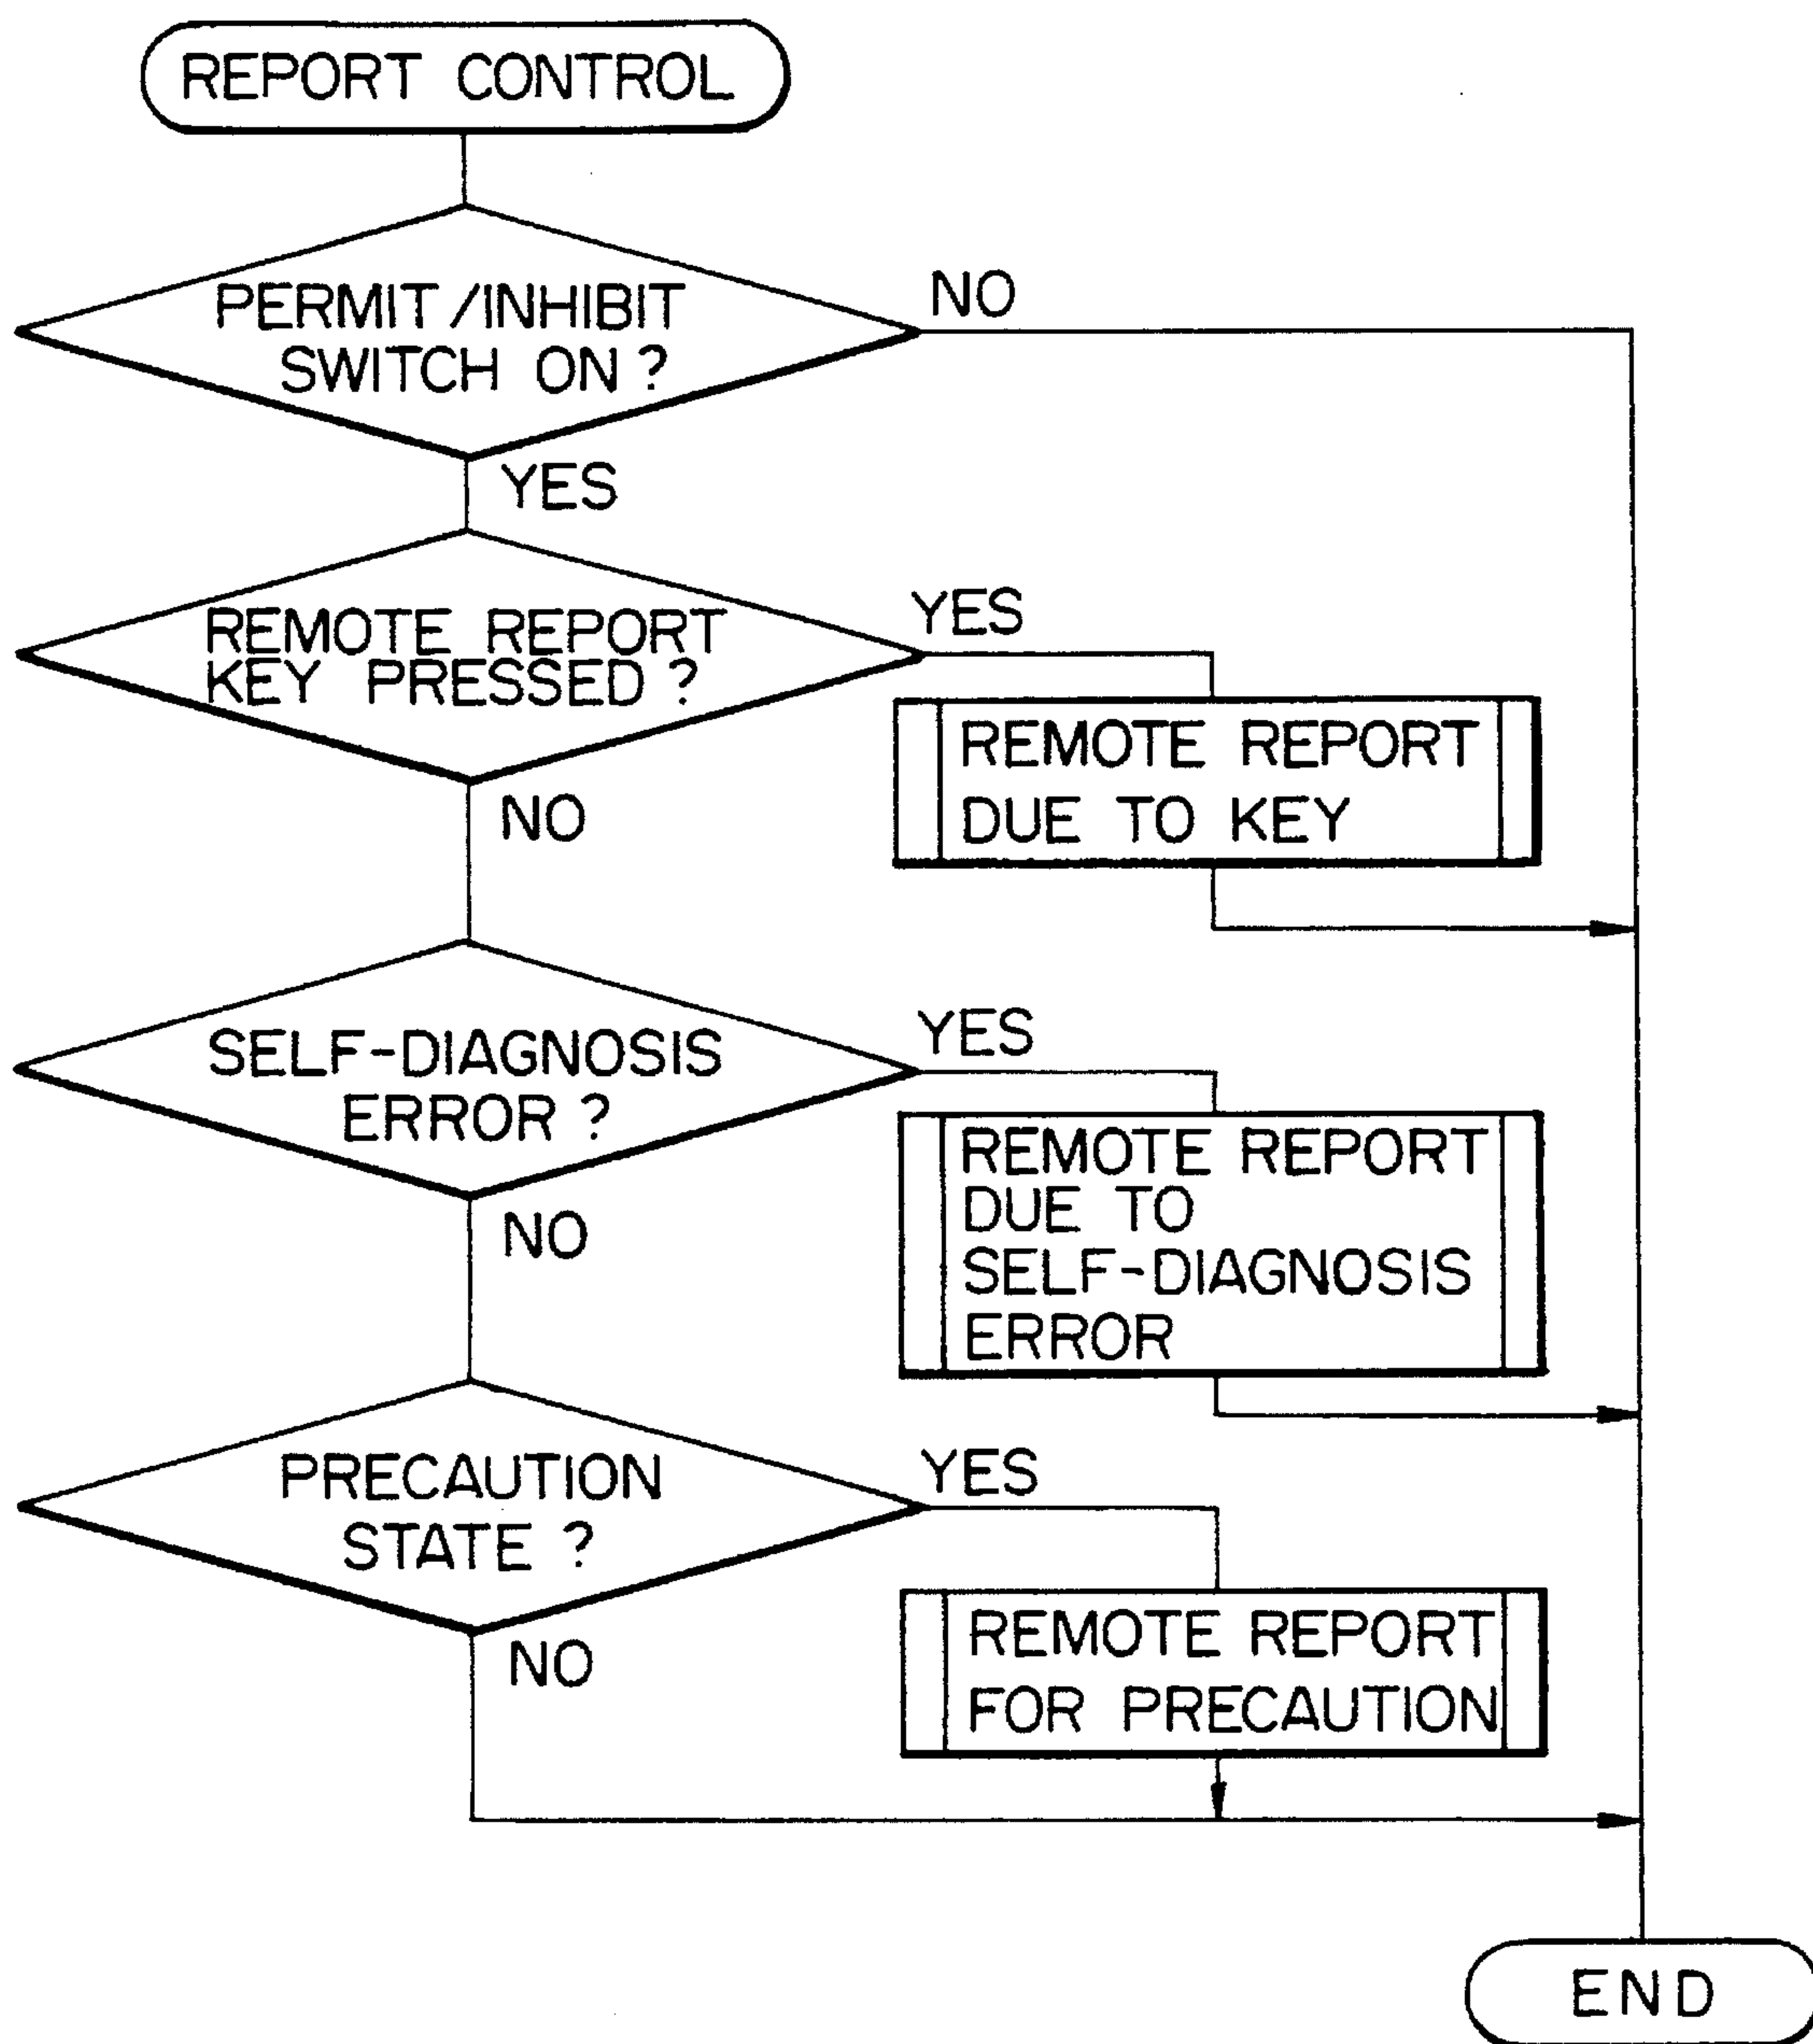 REPORT CONTROL
PERMIT/INHIBIT
SWITCH ON ?
NO
YES
REMOTE REPORT
KEY PRESSED ?
YES
REMOTE REPORT
DUE TO KEY
NO
SELF-DIAGNOSIS
ERROR ?
YES
REMOTE REPORT
DUE TO
SELF-DIAGNOSIS
ERROR
NO
PRECAUTION
STATE ?
YES
REMOTE REPORT
FOR PRECAUTION
NO
END